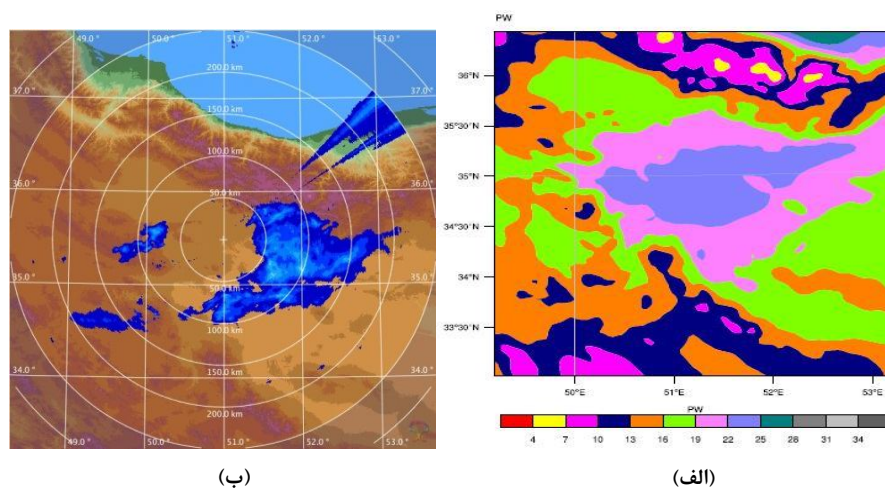 PW
49.0 °
50.0 °
51.0 °
52.0 °
53.0 °
200.0 km
37.0 °
37.0 °
150.0 km
100.0 km
36.0 °
36.0 °
50.0 km
35.0 °
35.0 °
50.0 km
100.0 km
34.0 °
34.0 °
150.0 km
200.0 km
49.0 °
50.0 °
51.0 °
52.0 °
53.0 °
36°N
35°30'N
35°N
34°30'N
34°N
33°30'N
50°E
51°E
52°E
53°E
PW
4 7 10 13 16 19 22 25 28 31 34
(الف)
(ب)